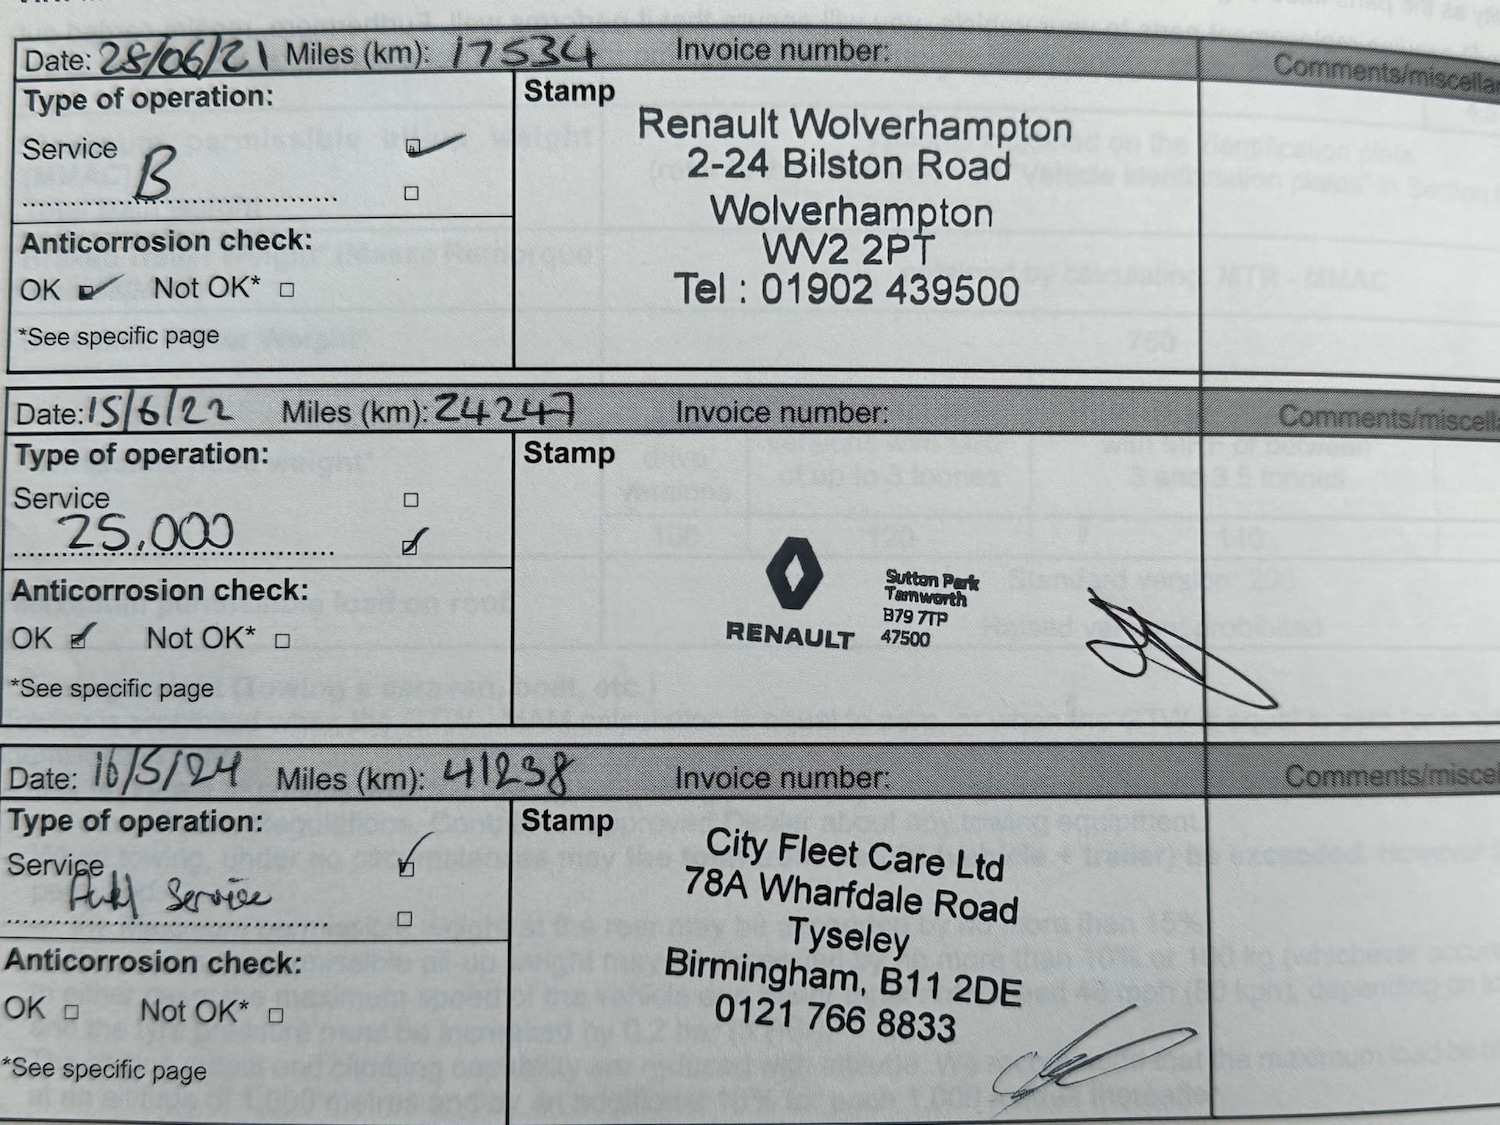 Date: 28/06/21 Miles (km): 17534 Invoice number: Comments/miscella
Type of operation:
Service
B
Anticorrosion check:
OK Not OK*
*See specific page
Stamp
Renault Wolverhampton
2-24 Bilston Road
Wolverhampton
WV2 2PT
Tel : 01902 439500
Date: 15/6/22 Miles (km): 24247 Invoice number: Comments/miscella
Type of operation:
Service
25,000
Anticorrosion check:
OK Not OK*
*See specific page
Stamp
RENAULT
Sutton Park
Tamworth
B79 7TP
47500
Date: 16/5/24 Miles (km): 41238 Invoice number: Comments/miscel
Type of operation:
Service
Full Service
Anticorrosion check:
OK Not OK*
*See specific page
Stamp
City Fleet Care Ltd
78A Wharfdale Road
Tyseley
Birmingham, B11 2DE
0121 766 8833